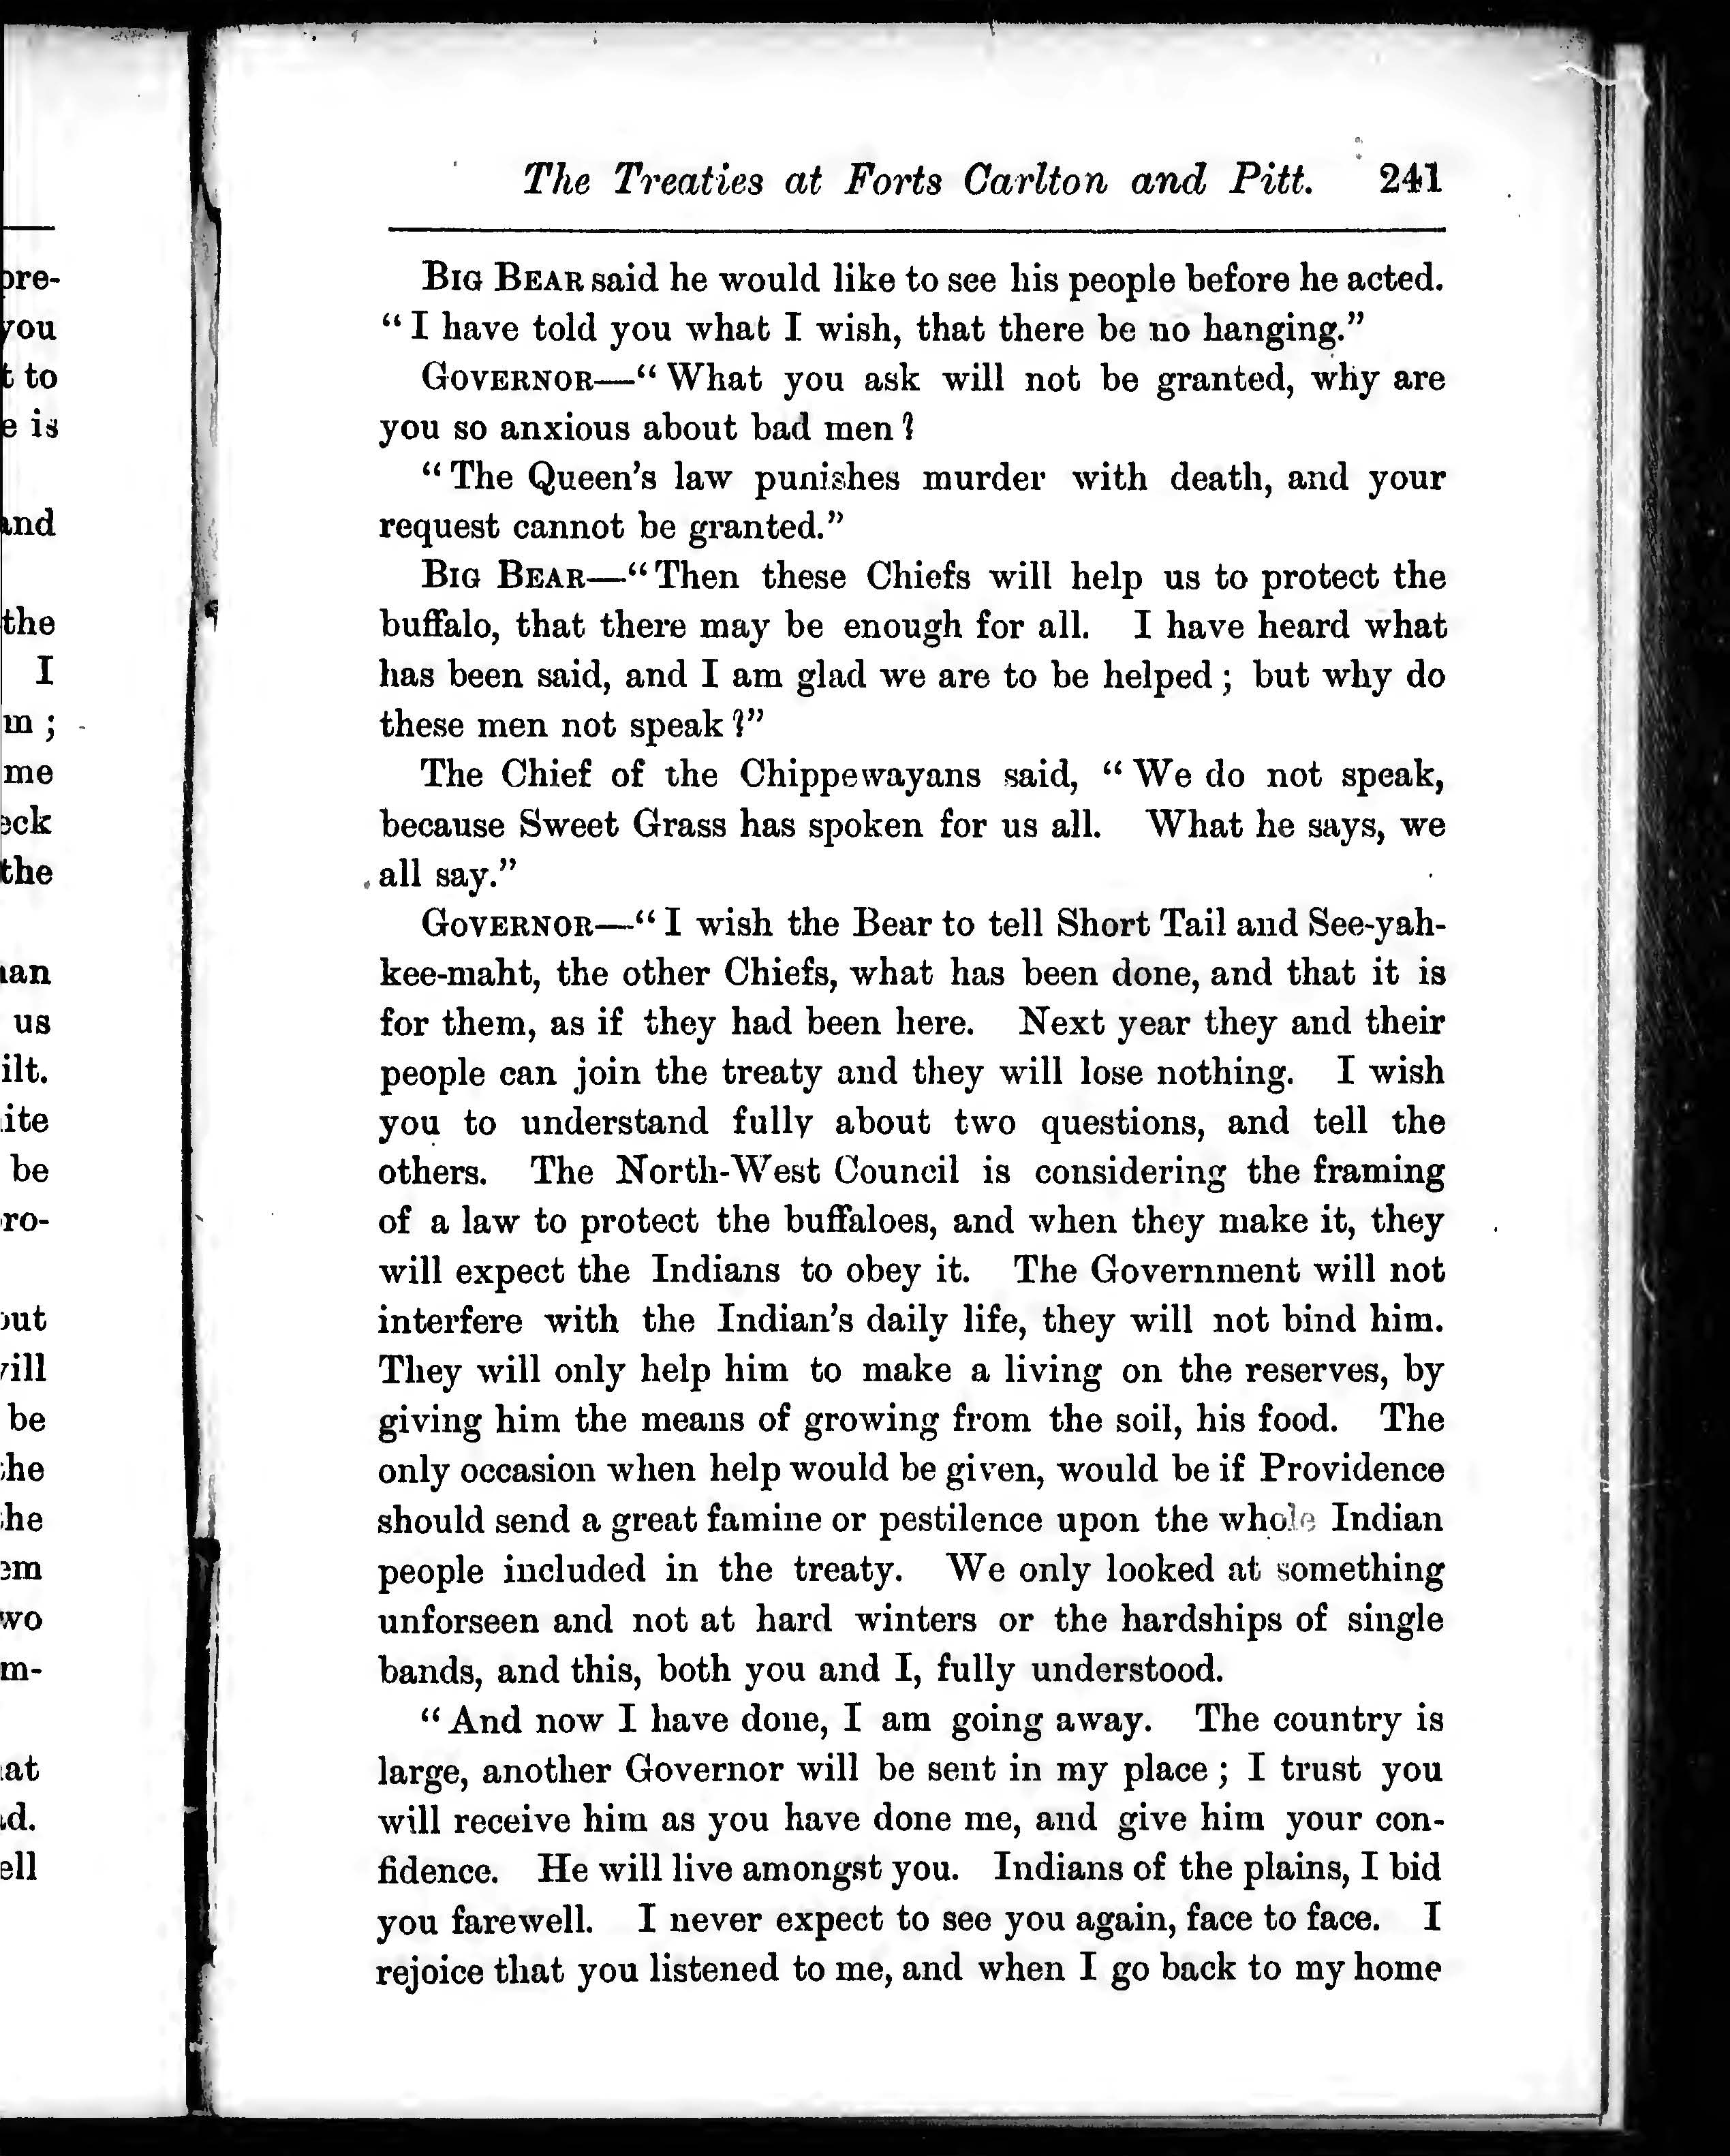 The Treaties at Forts Carlton and Pitt. 241
BIG BEAR said he would like to see his people before he acted.
“ I have told you what I wish, that there be no hanging.”
GOVERNOR—“ What you ask will not be granted, why are
you so anxious about bad men ?
“ The Queen’s law punishes murder with death, and your
request cannot be granted.”
BIG BEAR—“ Then these Chiefs will help us to protect the
buffalo, that there may be enough for all. I have heard what
has been said, and I am glad we are to be helped ; but why do
these men not speak ?”
The Chief of the Chippewayans said, “ We do not speak,
because Sweet Grass has spoken for us all. What he says, we
all say.”
GOVERNOR—“ I wish the Bear to tell Short Tail and See-yah-
kee-maht, the other Chiefs, what has been done, and that it is
for them, as if they had been here. Next year they and their
people can join the treaty and they will lose nothing. I wish
you to understand fully about two questions, and tell the
others. The North-West Council is considering the framing
of a law to protect the buffaloes, and when they make it, they
will expect the Indians to obey it. The Government will not
interfere with the Indian’s daily life, they will not bind him.
They will only help him to make a living on the reserves, by
giving him the means of growing from the soil, his food. The
only occasion when help would be given, would be if Providence
should send a great famine or pestilence upon the whole Indian
people included in the treaty. We only looked at something
unforseen and not at hard winters or the hardships of single
bands, and this, both you and I, fully understood.
“ And now I have done, I am going away. The country is
large, another Governor will be sent in my place ; I trust you
will receive him as you have done me, and give him your con-
fidence. He will live amongst you. Indians of the plains, I bid
you farewell. I never expect to see you again, face to face. I
rejoice that you listened to me, and when I go back to my home